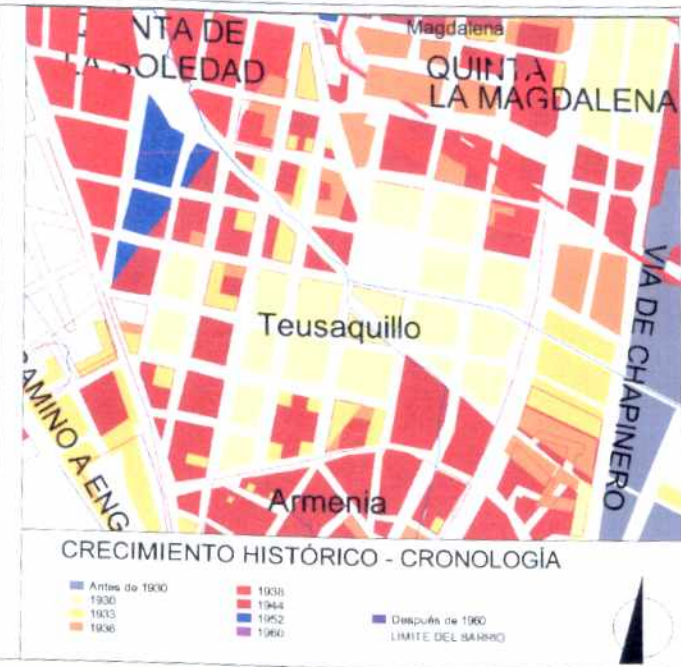 NTA DE
LA SOLEDAD
Magdalena
QUINTA
LA MAGDALENA
VIA DE CHAPINERO
Teusaquillo
CAMINO A ENG
Armenia
CRECIMIENTO HISTÓRICO - CRONOLOGÍA
Antes de 1930
1930
1933
1936
1938
1944
1952
1960
Después de 1960
LIMITE DEL BARRIO